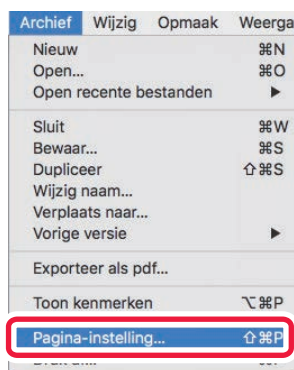 Archief Wijzig Opmaak Weerga
Nieuw ⌘N
Open... ⌘O
Open recente bestanden ▶
Sluit ⌘W
Bewaar... ⌘S
Dupliceer ⇧⌘S
Wijzig naam...
Verplaats naar...
Vorige versie ▶
Exporteer als pdf...
Toon kenmerken ⌥⌘P
Pagina-instelling... ⇧⌘P